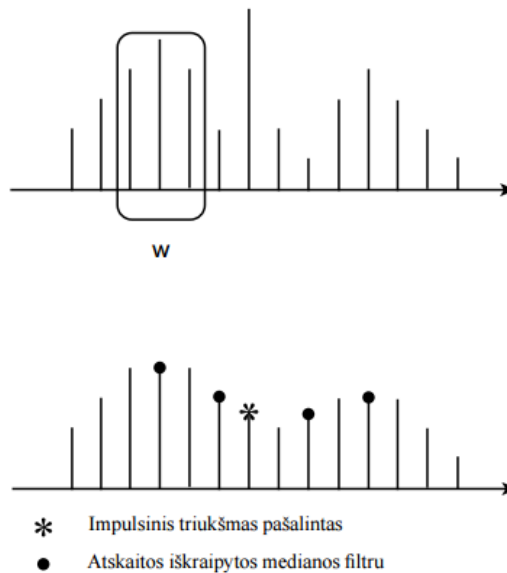 w
* Impulsinis triukšmas pašalintas
● Atskaitos iškraipytos medianos filtru